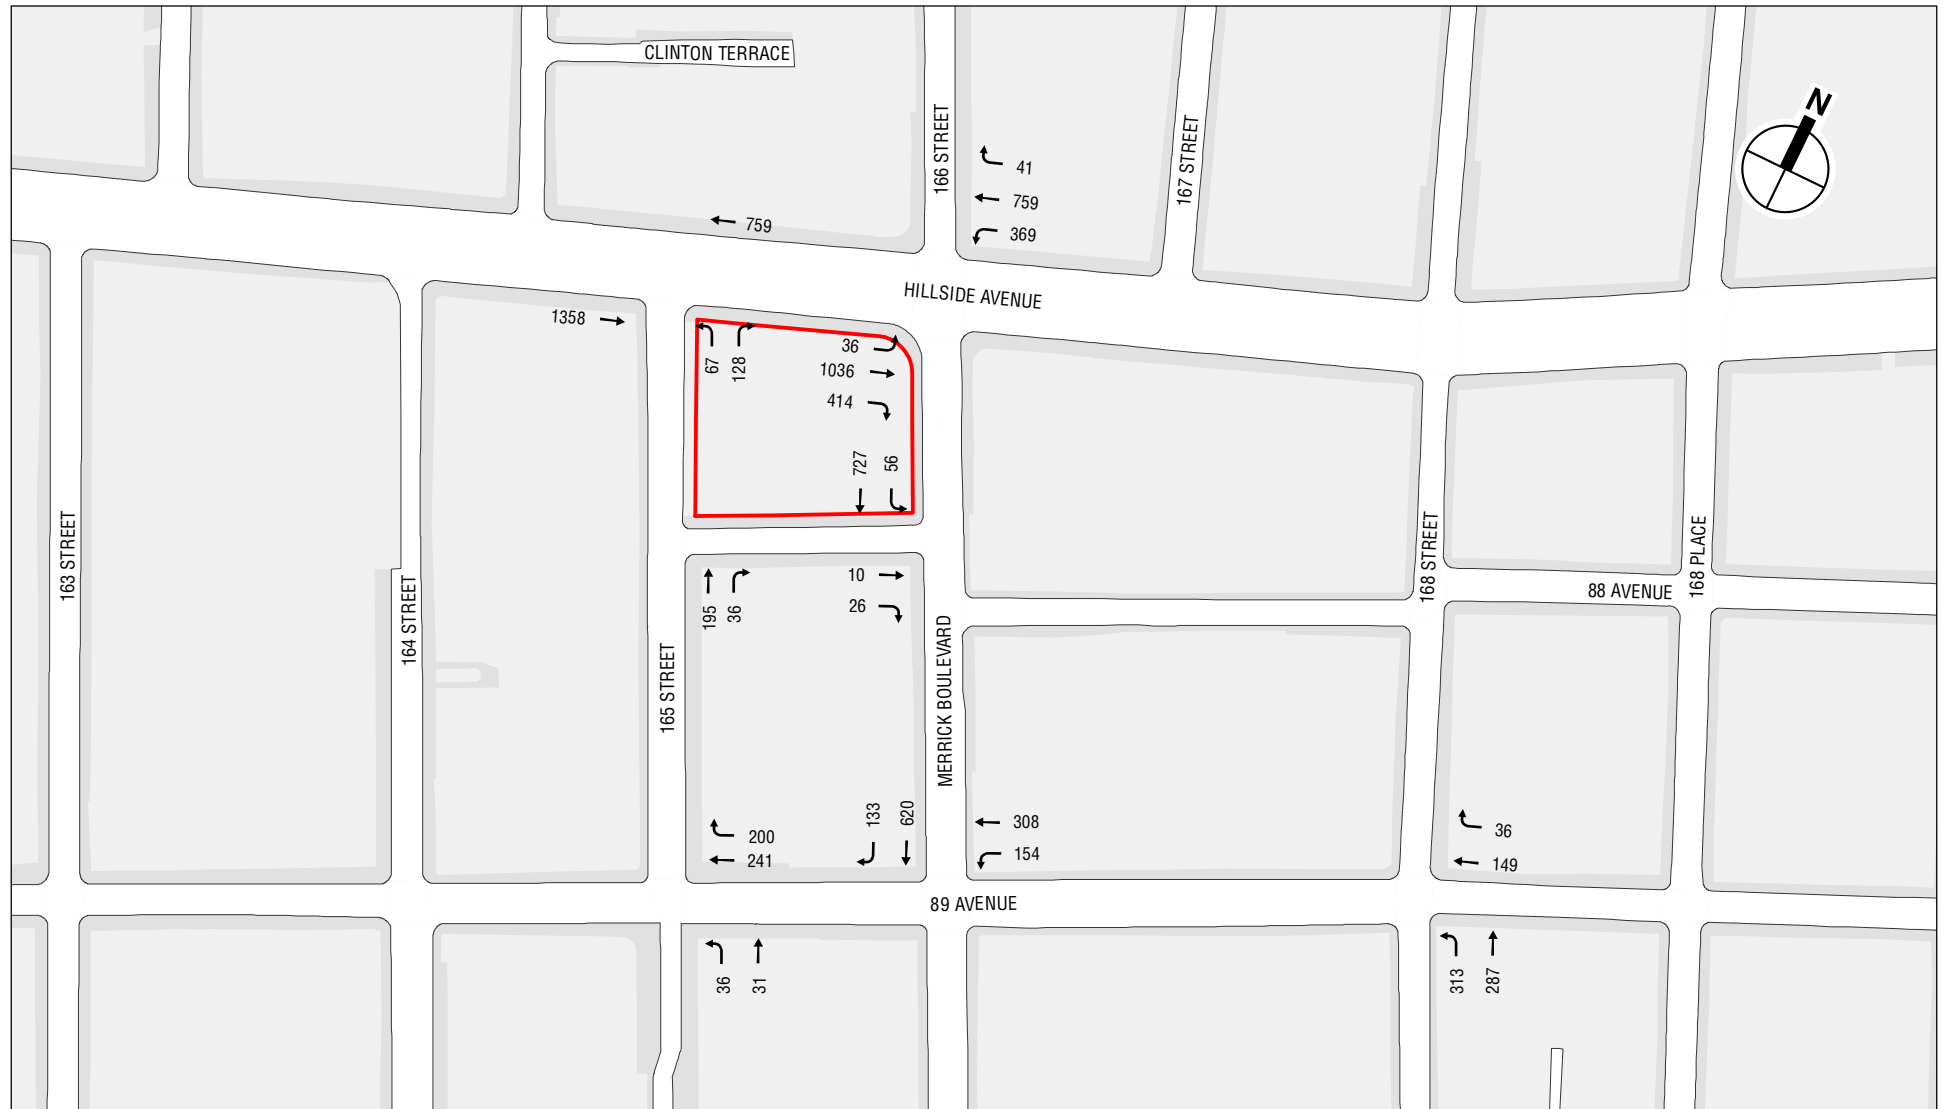 CLINTON TERRACE
N
166 STREET
167 STREET
41
759
369
759
HILLSIDE AVENUE
1358
67
128
36
1036
414
727
56
163 STREET
164 STREET
165 STREET
195
36
10
26
MERRICK BOULEVARD
168 STREET
88 AVENUE
168 PLACE
200
241
133
620
308
154
36
149
89 AVENUE
36
31
313
287